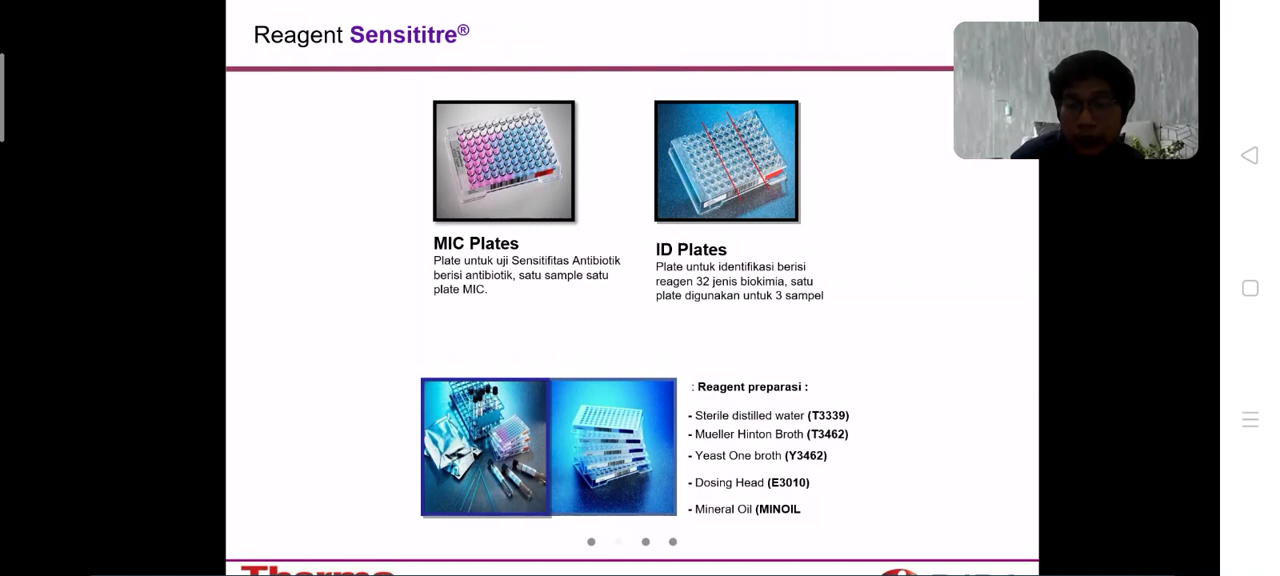 Reagent Sensititre®
MIC Plates
Plate untuk uji Sensitifitas Antibiotik
berisi antibiotik, satu sample satu
plate MIC.
ID Plates
Plate untuk identifikasi berisi
reagen 32 jenis biokimia, satu
plate digunakan untuk 3 sampel
: Reagent preparasi :
- Sterile distilled water (T3339)
- Mueller Hinton Broth (T3462)
- Yeast One broth (Y3462)
- Dosing Head (E3010)
- Mineral Oil (MINOIL
Thermo